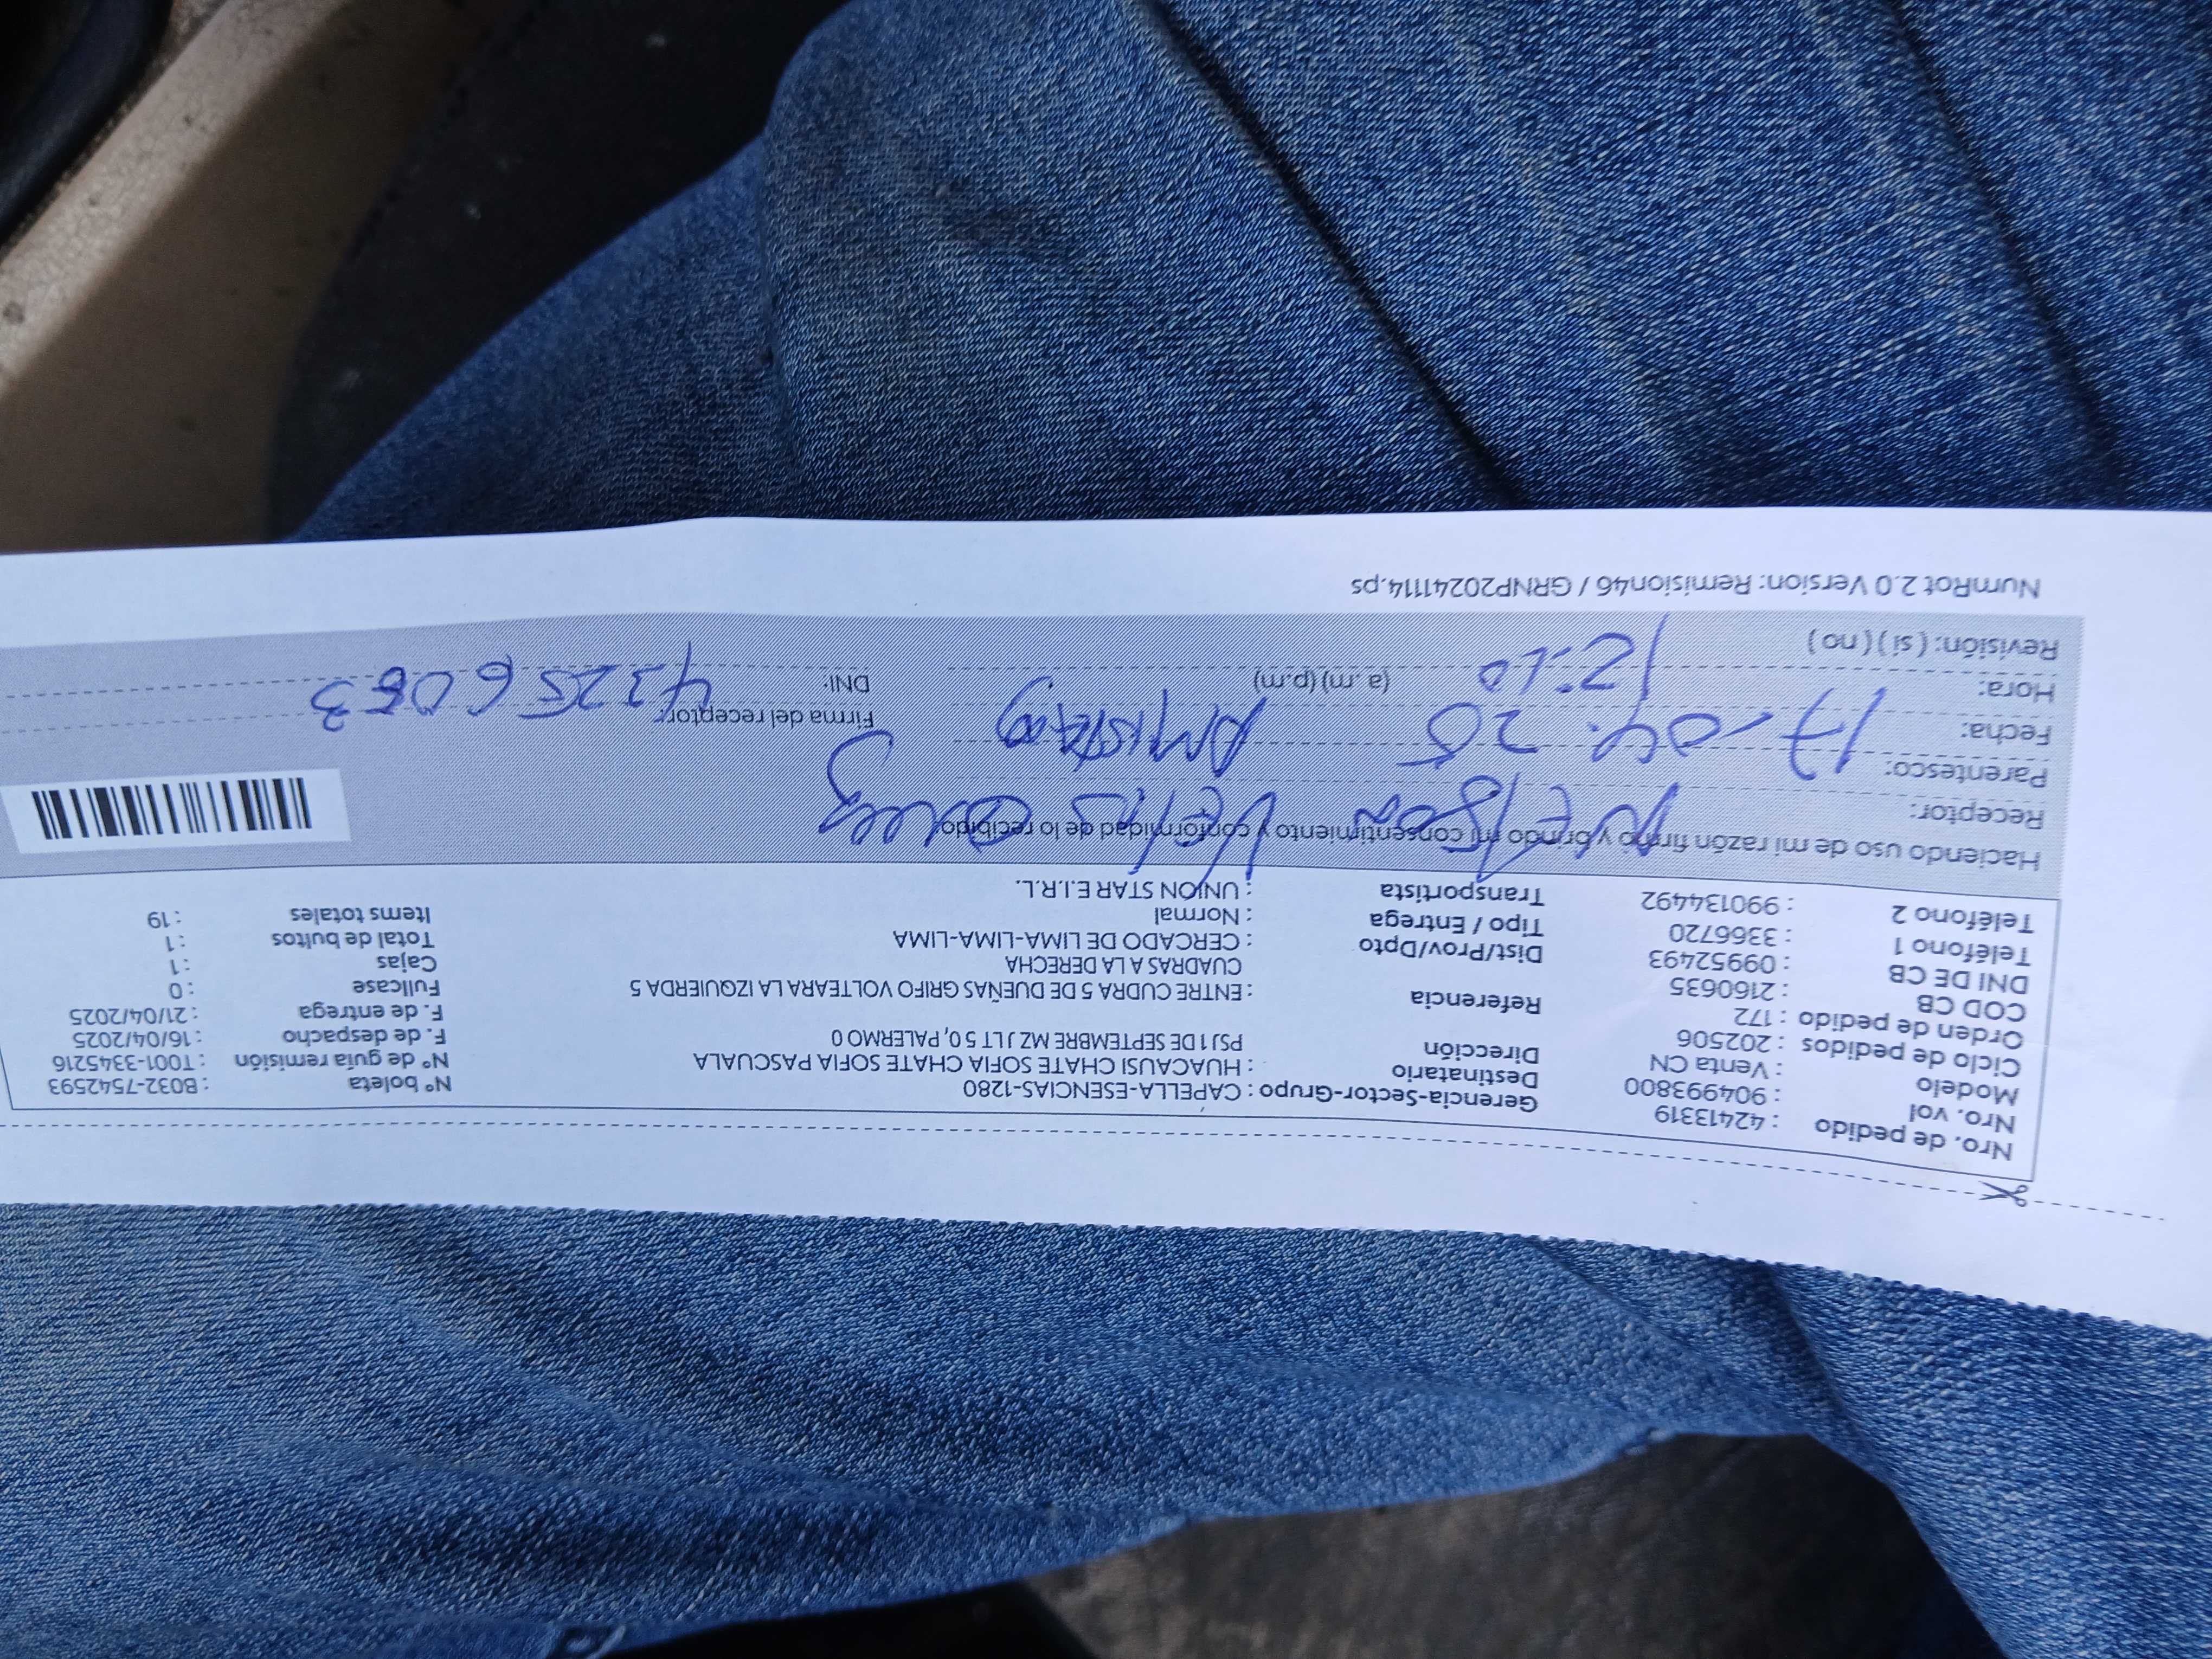 Nro. de pedido : 42413319 Gerencia-Sector-Grupo : CAPELLA-ESENCIAS-1280 Nº boleta : B032-7542593
Nro. vol : 904993800 Destinatario : HUACAUSI CHATE SOFIA CHATE SOFIA PASCUALA Nº de guía remisión : T001-3345216
Modelo : Venta CN Dirección PSJ 1 DE SEPTIEMBRE MZ J LT 5 0, PALERMO 0 F. de despacho : 16/04/2025
Ciclo de pedidos : 202506 F. de entrega : 21/04/2025
Orden de pedido : 172 Referencia : ENTRE CUDRA 5 DE DUEÑAS GRIFO VOLTEARA LA IZQUIERDA 5 Fullcase : 0
COD CB : 2160635 CUADRAS A LA DERECHA Cajas : 1
DNI DE CB : 09952493 Dist/Prov/Dpto : CERCADO DE LIMA-LIMA-LIMA Total de bultos : 1
Teléfono 1 : 3366720 Tipo / Entrega : Normal Items totales : 19
Teléfono 2 : 990134492 Transportista : UNION STAR E.I.R.L.
Haciendo uso de mi razón firmo y brindo mi consentimiento y conformidad de lo recibido.
Receptor: NElson
Parentesco: AMistad
Fecha: 17-04.25 Firma del receptor:
Hora: 12:10 (a. m) (p.m) DNI:
Revisión: ( si ) ( no )
NumRot 2.0 Version: Remision46 / GRNP20241114.ps